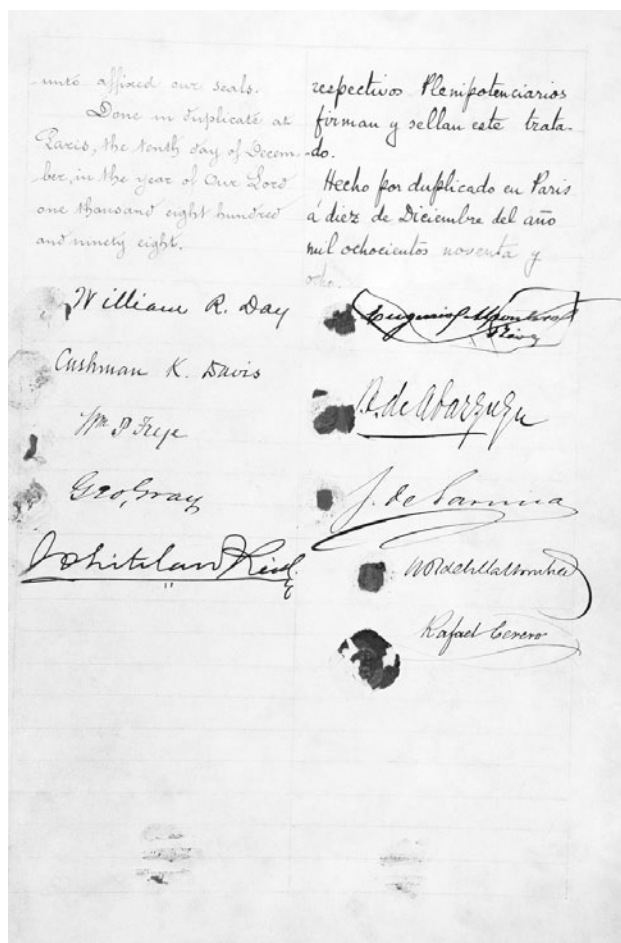 unto affixed our seals.
Done in duplicate at
Paris, the tenth day of Decem-
ber, in the year of Our Lord
one thousand eight hundred
and ninety eight.
William R. Day
Cushman K. Davis
Wm P Frye
Geo. Gray
Whitelaw Reid.
respectivos Plenipotenciarios
firman y sellan este trata-
do.
Hecho por duplicado en Paris
á diez de Diciembre del año
mil ochocientos noventa y
ocho.
Eugenio Montero
Rios
B. de Abarzuza
J. de Garnica
W R de Villa Urrutia
Rafael Cerero